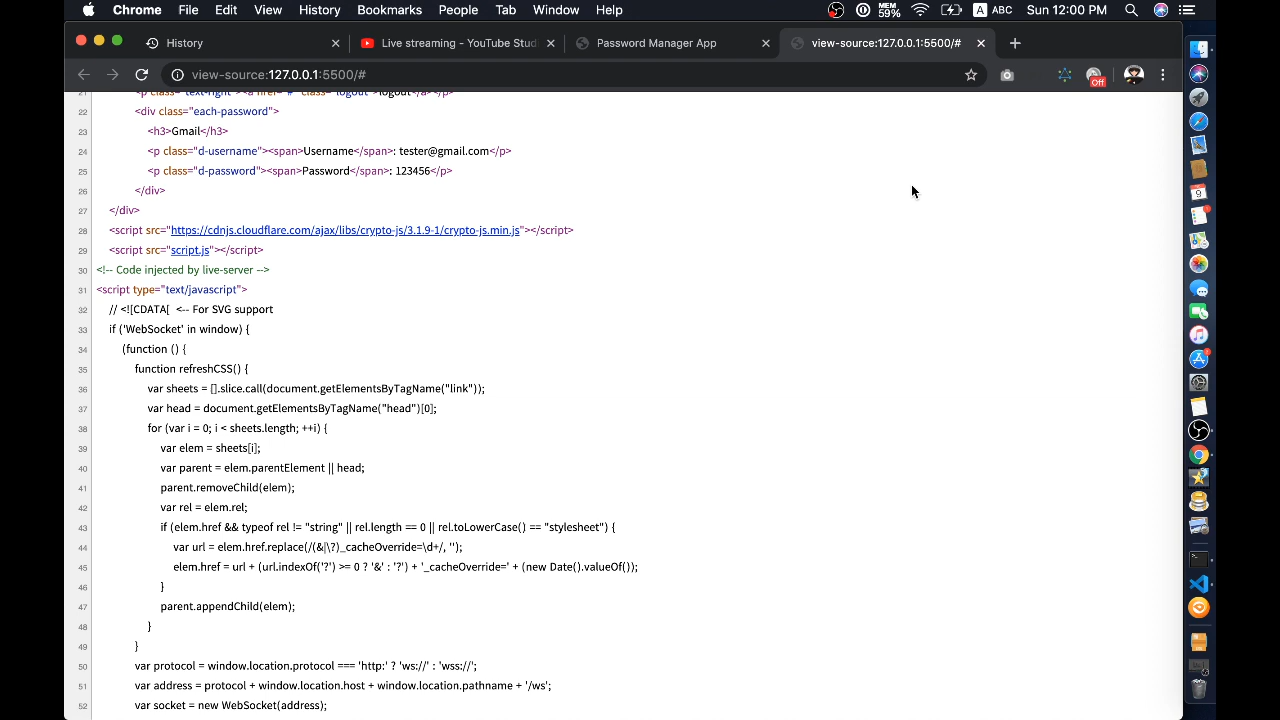 Chrome File Edit View History Bookmarks People Tab Window Help MEM 59% A ABC Sun 12:00 PM
History Live streaming - YouTube Stud Password Manager App view-source:127.0.0.1:5500/#
view-source:127.0.0.1:5500/# Off
21 <p class="text-right"><a href="#" class="logout">logout</a></p>
22 <div class="each-password">
23 <h3>Gmail</h3>
24 <p class="d-username"><span>Username</span>: tester@gmail.com</p>
25 <p class="d-password"><span>Password</span>: 123456</p>
26 </div>
27 </div>
28 <script src="https://cdnjs.cloudflare.com/ajax/libs/crypto-js/3.1.9-1/crypto-js.min.js"></script>
29 <script src="script.js"></script>
30 <!-- Code injected by live-server -->
31 <script type="text/javascript">
32 // <![CDATA[ <-- For SVG support
33 if ('WebSocket' in window) {
34 (function () {
35 function refreshCSS() {
36 var sheets = [].slice.call(document.getElementsByTagName("link"));
37 var head = document.getElementsByTagName("head")[0];
38 for (var i = 0; i < sheets.length; ++i) {
39 var elem = sheets[i];
40 var parent = elem.parentElement || head;
41 parent.removeChild(elem);
42 var rel = elem.rel;
43 if (elem.href && typeof rel != "string" || rel.length == 0 || rel.toLowerCase() == "stylesheet") {
44 var url = elem.href.replace(/(&|\?)_cacheOverride=\d+/, '');
45 elem.href = url + (url.indexOf('?') >= 0 ? '&' : '?') + '_cacheOverride=' + (new Date().valueOf());
46 }
47 parent.appendChild(elem);
48 }
49 }
50 var protocol = window.location.protocol === 'http:' ? 'ws://' : 'wss://';
51 var address = protocol + window.location.host + window.location.pathname + '/ws';
52 var socket = new WebSocket(address);